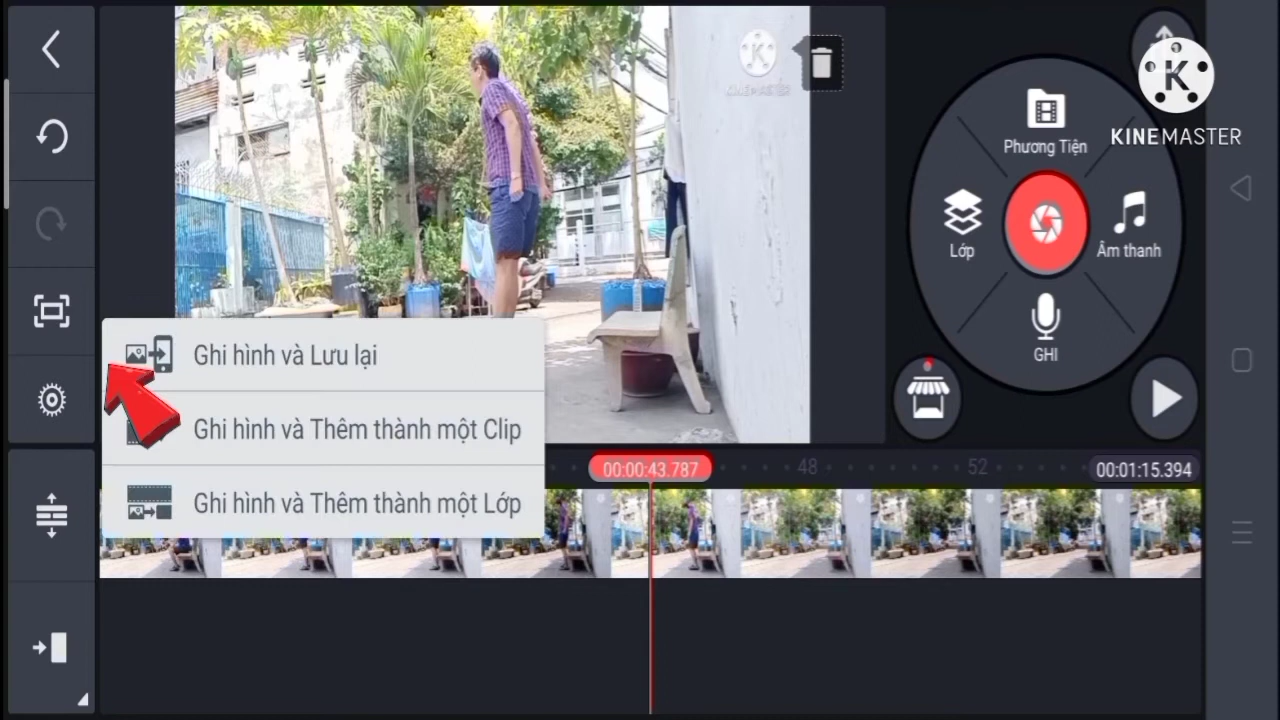 KINEMASTER
Phương Tiện
KINEMASTER
Lớp
Âm thanh
GHI
Ghi hình và Lưu lại
Ghi hình và Thêm thành một Clip
Ghi hình và Thêm thành một Lớp
00:00:43.787
48
52
00:01:15.394